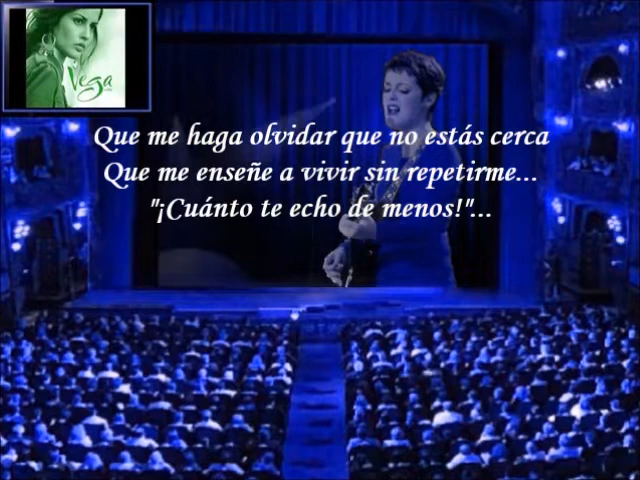 Vega
Que me haga olvidar que no estás cerca
Que me enseñe a vivir sin repetirme...
"¡Cuánto te echo de menos!"...